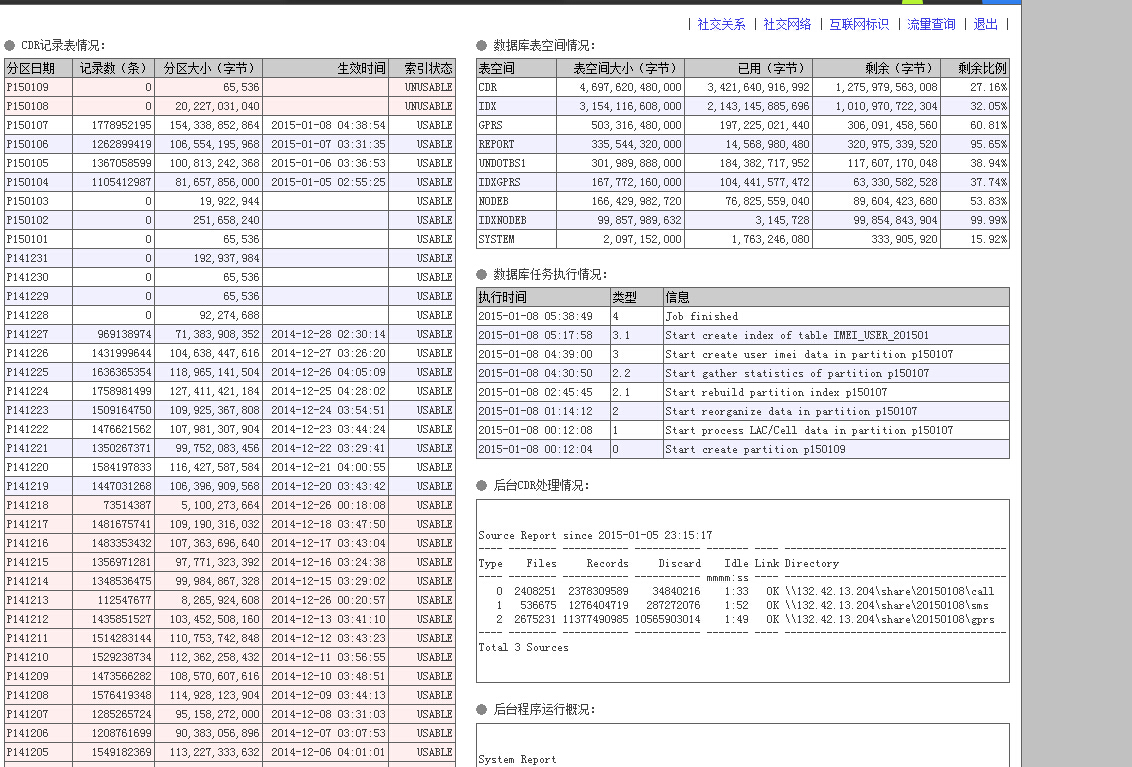 | 社交关系 | 社交网络 | 互联网标识 | 流量查询 | 退出 |
CDR记录表情况:
分区日期 记录数（条） 分区大小（字节） 生效时间 索引状态
P150109 0 65,536 UNUSABLE
P150108 0 20,227,031,040 UNUSABLE
P150107 1778952195 154,338,852,864 2015-01-08 04:38:54 USABLE
P150106 1262899419 106,554,195,968 2015-01-07 03:31:35 USABLE
P150105 1367058599 100,813,242,368 2015-01-06 03:36:53 USABLE
P150104 1105412987 81,657,856,000 2015-01-05 02:55:25 USABLE
P150103 0 19,922,944 USABLE
P150102 0 251,658,240 USABLE
P150101 0 65,536 USABLE
P141231 0 192,937,984 USABLE
P141230 0 65,536 USABLE
P141229 0 65,536 USABLE
P141228 0 92,274,688 USABLE
P141227 969138974 71,383,908,352 2014-12-28 02:30:14 USABLE
P141226 1431999644 104,638,447,616 2014-12-27 03:26:20 USABLE
P141225 1636365354 118,965,141,504 2014-12-26 04:05:09 USABLE
P141224 1758981499 127,411,421,184 2014-12-25 04:28:02 USABLE
P141223 1509164750 109,925,367,808 2014-12-24 03:54:51 USABLE
P141222 1476621562 107,981,307,904 2014-12-23 03:44:24 USABLE
P141221 1350267371 99,752,083,456 2014-12-22 03:29:41 USABLE
P141220 1584197833 116,427,587,584 2014-12-21 04:00:55 USABLE
P141219 1447031268 106,396,909,568 2014-12-20 03:43:42 USABLE
P141218 73514387 5,100,273,664 2014-12-26 00:18:08 USABLE
P141217 1481675741 109,190,316,032 2014-12-18 03:47:50 USABLE
P141216 1483353432 107,363,696,640 2014-12-17 03:43:04 USABLE
P141215 1356971281 97,771,323,392 2014-12-16 03:24:38 USABLE
P141214 1348536475 99,984,867,328 2014-12-15 03:29:02 USABLE
P141213 112547677 8,265,924,608 2014-12-26 00:20:57 USABLE
P141212 1435851527 103,452,508,160 2014-12-13 03:41:10 USABLE
P141211 1514283144 110,753,742,848 2014-12-12 03:43:23 USABLE
P141210 1529238734 112,362,258,432 2014-12-11 03:56:55 USABLE
P141209 1473566282 108,570,607,616 2014-12-10 03:48:51 USABLE
P141208 1576419348 114,928,123,904 2014-12-09 03:44:13 USABLE
P141207 1285265724 95,158,272,000 2014-12-08 03:31:03 USABLE
P141206 1208761699 90,383,056,896 2014-12-07 03:07:53 USABLE
P141205 1549182369 113,227,333,632 2014-12-06 04:01:01 USABLE
数据库表空间情况:
表空间 表空间大小（字节） 已用（字节） 剩余（字节） 剩余比例
CDR 4,697,620,480,000 3,421,640,916,992 1,275,979,563,008 27.16%
IDX 3,154,116,608,000 2,143,145,885,696 1,010,970,722,304 32.05%
GPRS 503,316,480,000 197,225,021,440 306,091,458,560 60.81%
REPORT 335,544,320,000 14,568,980,480 320,975,339,520 95.65%
UNDOTBS1 301,989,888,000 184,382,717,952 117,607,170,048 38.94%
IDXGPRS 167,772,160,000 104,441,577,472 63,330,582,528 37.74%
NODEB 166,429,982,720 76,825,559,040 89,604,423,680 53.83%
IDXNODEB 99,857,989,632 3,145,728 99,854,843,904 99.99%
SYSTEM 2,097,152,000 1,763,246,080 333,905,920 15.92%
数据库任务执行情况:
执行时间 类型 信息
2015-01-08 05:38:49 4 Job finished
2015-01-08 05:17:58 3.1 Start create index of table IMEI_USER_201501
2015-01-08 04:39:00 3 Start create user imei data in partition p150107
2015-01-08 04:30:50 2.2 Start gather statistics of partition p150107
2015-01-08 02:45:45 2.1 Start rebuild partition index p150107
2015-01-08 01:14:12 2 Start reorganize data in partition p150107
2015-01-08 00:12:08 1 Start process LAC/Cell data in partition p150107
2015-01-08 00:12:04 0 Start create partition p150109
后台CDR处理情况:
Source Report since 2015-01-05 23:15:17
Type Files Records Discard Idle Link Directory
mmmm:ss
0 2408251 2378309589 34840216 1:33 OK \\132.42.13.204\share\20150108\call
1 536675 1276404719 287272076 1:52 OK \\132.42.13.204\share\20150108\sms
2 2675231 11377490985 10565903014 1:49 OK \\132.42.13.204\share\20150108\gprs
Total 3 Sources
后台程序运行概况:
System Report